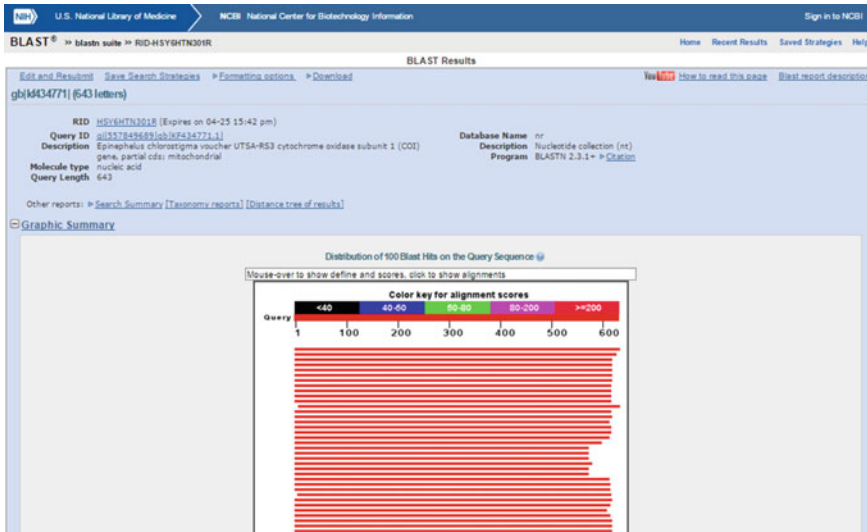 NIH U.S. National Library of Medicine NCBI National Center for Biotechnology Information Sign in to NCBI
BLAST® » blastn suite » RID-HSY6HTN301R Home Recent Results Saved Strategies Help
BLAST Results
Edit and Resubmit Save Search Strategies Formatting options Download You Tube How to read this page Blast report description
gb|kf434771| (643 letters)
RID HSY6HTN301R (Expires on 04-25 15:42 pm)
Query ID gi|557849689|gb|KF434771.1|
Description Epinephelus chlorostigma voucher UTSA-RS3 cytochrome oxidase subunit 1 (COI)
gene, partial cds; mitochondrial
Molecule type nucleic acid
Query Length 643
Database Name nr
Description Nucleotide collection (nt)
Program BLASTN 2.3.1+ Citation
Other reports: Search Summary [Taxonomy reports] [Distance tree of results]
Graphic Summary
Distribution of 100 Blast Hits on the Query Sequence
Mouse-over to show define and scores, click to show alignments
Color key for alignment scores
<40 40-50 50-80 80-200 >=200
Query
1 100 200 300 400 500 600